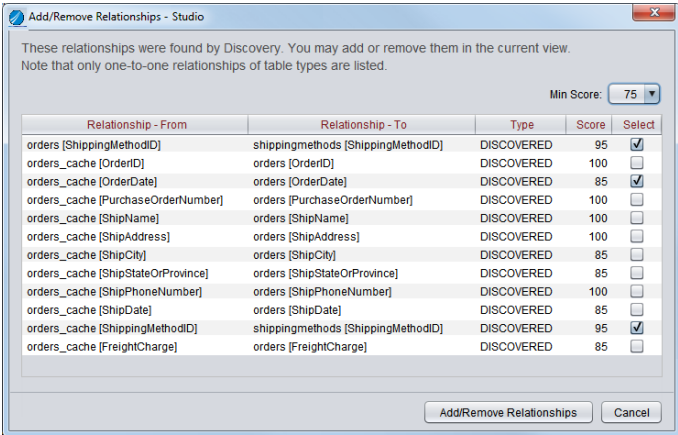 Add/Remove Relationships - Studio
These relationships were found by Discovery. You may add or remove them in the current view.
Note that only one-to-one relationships of table types are listed.
Min Score: 75
Relationship - From Relationship - To Type Score Select
orders [ShippingMethodID] shippingmethods [ShippingMethodID] DISCOVERED 95
orders_cache [OrderID] orders [OrderID] DISCOVERED 100
orders_cache [OrderDate] orders [OrderDate] DISCOVERED 85
orders_cache [PurchaseOrderNumber] orders [PurchaseOrderNumber] DISCOVERED 100
orders_cache [ShipName] orders [ShipName] DISCOVERED 100
orders_cache [ShipAddress] orders [ShipAddress] DISCOVERED 100
orders_cache [ShipCity] orders [ShipCity] DISCOVERED 85
orders_cache [ShipStateOrProvince] orders [ShipStateOrProvince] DISCOVERED 85
orders_cache [ShipPhoneNumber] orders [ShipPhoneNumber] DISCOVERED 100
orders_cache [ShipDate] orders [ShipDate] DISCOVERED 85
orders_cache [ShippingMethodID] shippingmethods [ShippingMethodID] DISCOVERED 95
orders_cache [FreightCharge] orders [FreightCharge] DISCOVERED 85
Add/Remove Relationships Cancel